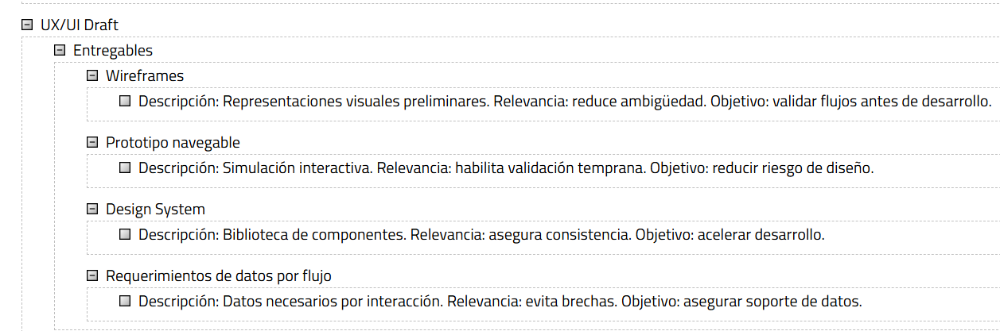 UX/UI Draft
Entregables
Wireframes
Descripción: Representaciones visuales preliminares. Relevancia: reduce ambigüedad. Objetivo: validar flujos antes de desarrollo.
Prototipo navegable
Descripción: Simulación interactiva. Relevancia: habilita validación temprana. Objetivo: reducir riesgo de diseño.
Design System
Descripción: Biblioteca de componentes. Relevancia: asegura consistencia. Objetivo: acelerar desarrollo.
Requerimientos de datos por flujo
Descripción: Datos necesarios por interacción. Relevancia: evita brechas. Objetivo: asegurar soporte de datos.